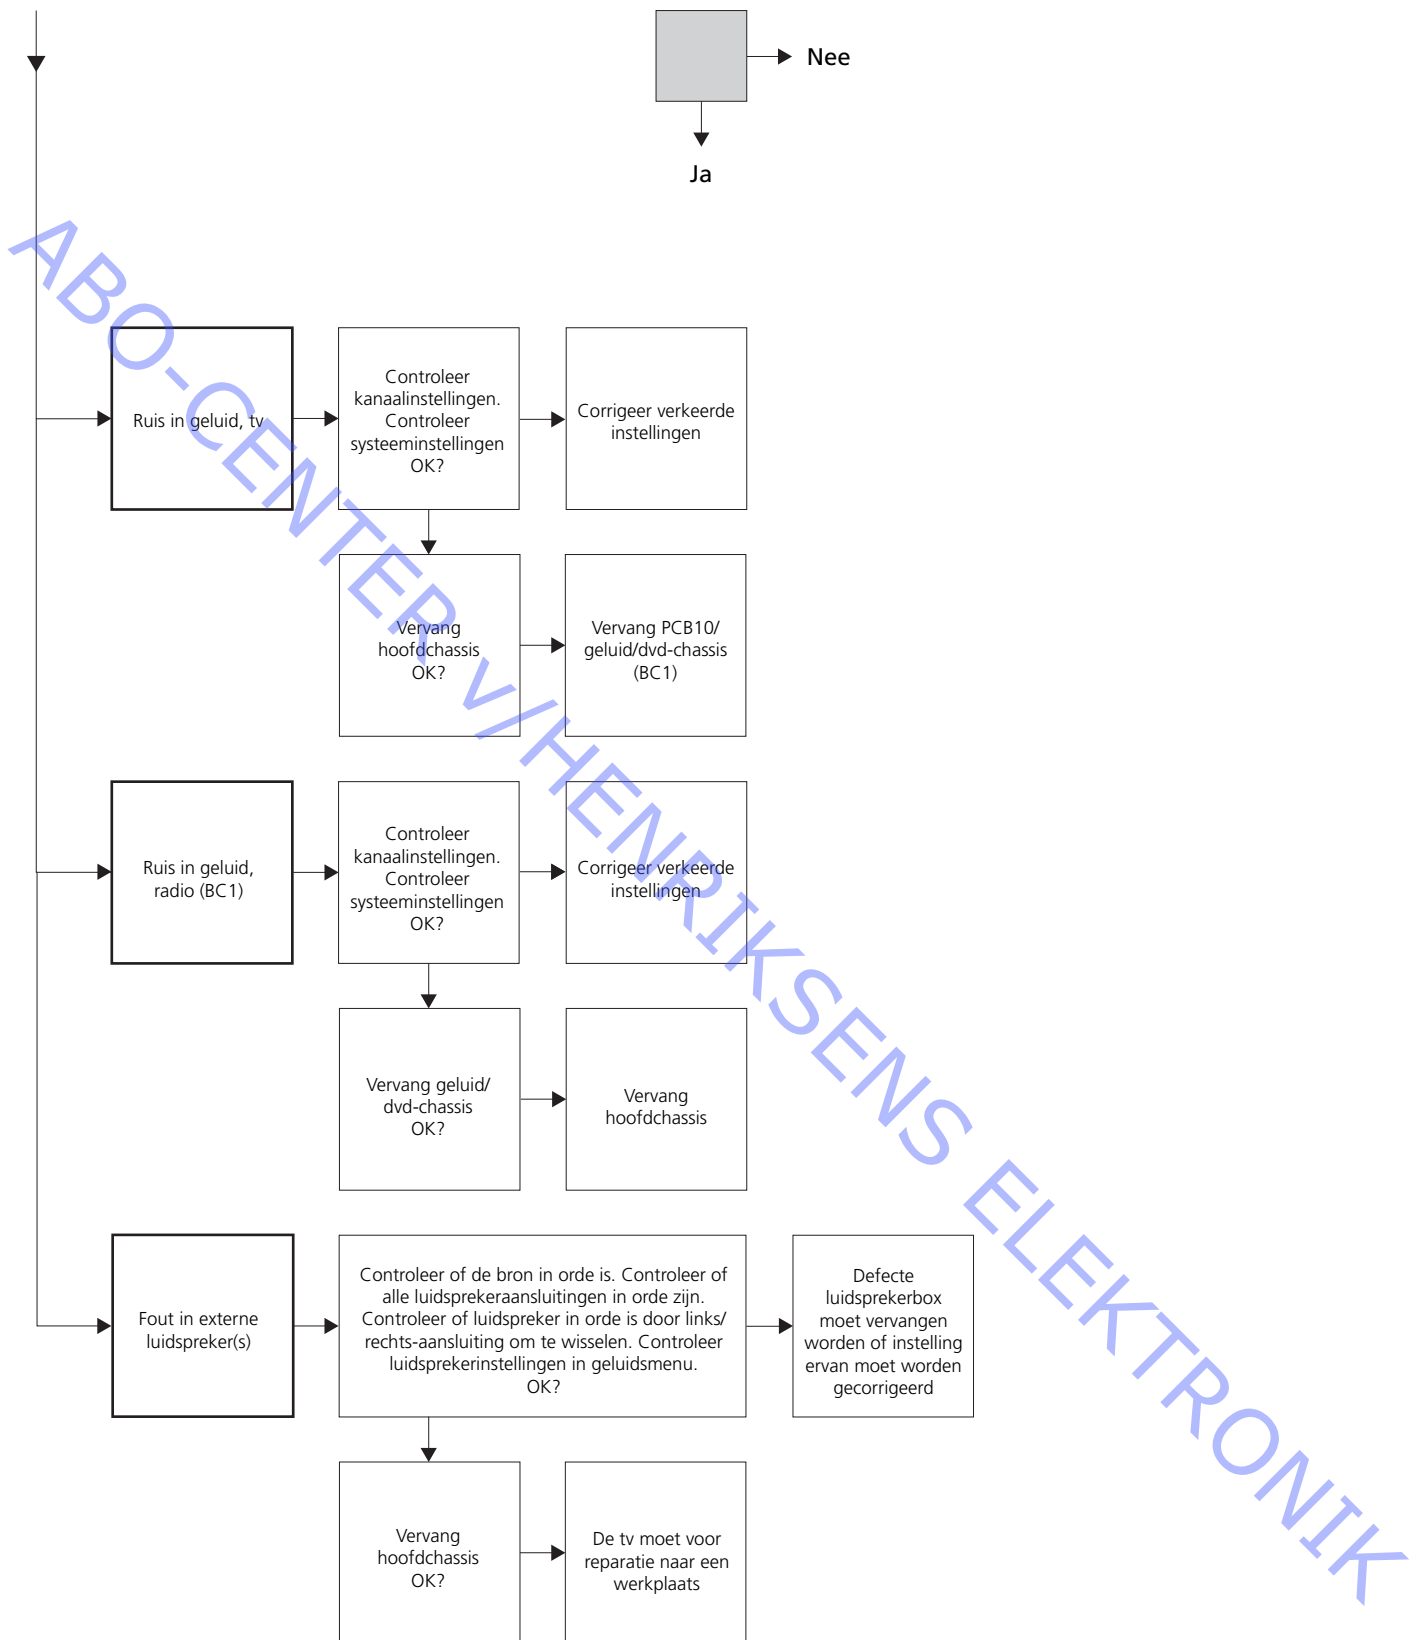 Nee
Ja
Ruis in geluid, tv
Controleer
kanaalinstellingen.
Controleer
systeeminstellingen
OK?
Corrigeer verkeerde
instellingen
Vervang
hoofdchassis
OK?
Vervang PCB10/
geluid/dvd-chassis
(BC1)
Ruis in geluid,
radio (BC1)
Controleer
kanaalinstellingen.
Controleer
systeeminstellingen
OK?
Corrigeer verkeerde
instellingen
Vervang geluid/
dvd-chassis
OK?
Vervang
hoofdchassis
Fout in externe
luidspreker(s)
Controleer of de bron in orde is. Controleer of
alle luidsprekeraansluitingen in orde zijn.
Controleer of luidspreker in orde is door links/
rechts-aansluiting om te wisselen. Controleer
luidsprekerinstellingen in geluidsmenu.
OK?
Defecte
luidsprekerbox
moet vervangen
worden of instelling
ervan moet worden
gecorrigeerd
Vervang
hoofdchassis
OK?
De tv moet voor
reparatie naar een
werkplaats
ABO-CENTER v/HENRIKSENS ELEKTRONIK